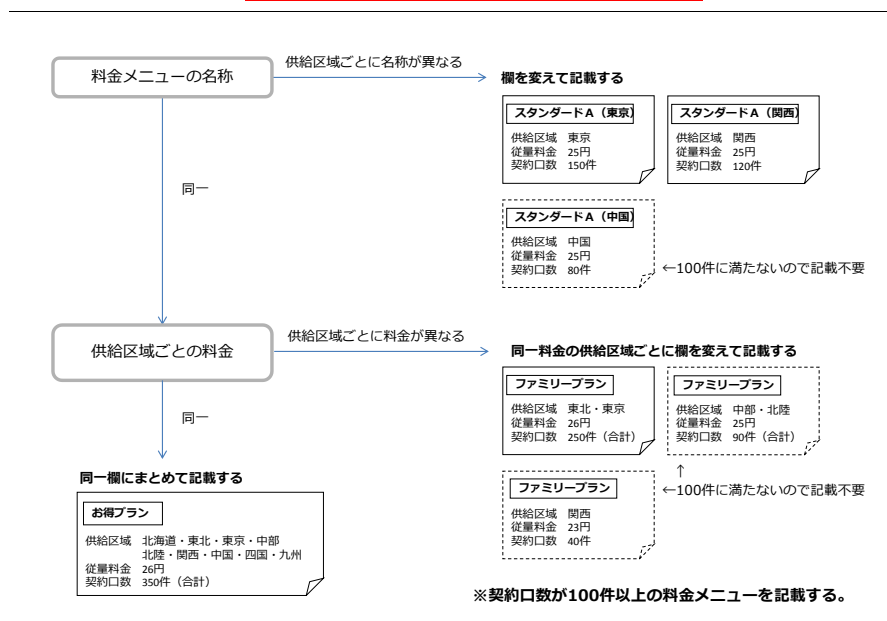 料金メニューの名称
供給区域ごとに名称が異なる
欄を変えて記載する
スタンダードA(東京)
供給区域 東京
従量料金 25円
契約口数 150件
スタンダードA(関西)
供給区域 関西
従量料金 25円
契約口数 120件
同一
スタンダードA(中国)
供給区域 中国
従量料金 25円
契約口数 80件
←100件に満たないので記載不要
供給区域ごとの料金
供給区域ごとに料金が異なる
同一料金の供給区域ごとに欄を変えて記載する
ファミリープラン
供給区域 東北・東京
従量料金 26円
契約口数 250件(合計)
ファミリープラン
供給区域 中部・北陸
従量料金 25円
契約口数 90件(合計)
同一
↑
←100件に満たないので記載不要
ファミリープラン
供給区域 関西
従量料金 23円
契約口数 40件
同一欄にまとめて記載する
お得プラン
供給区域 北海道・東北・東京・中部
北陸・関西・中国・四国・九州
従量料金 26円
契約口数 350件(合計)
※契約口数が100件以上の料金メニューを記載する。